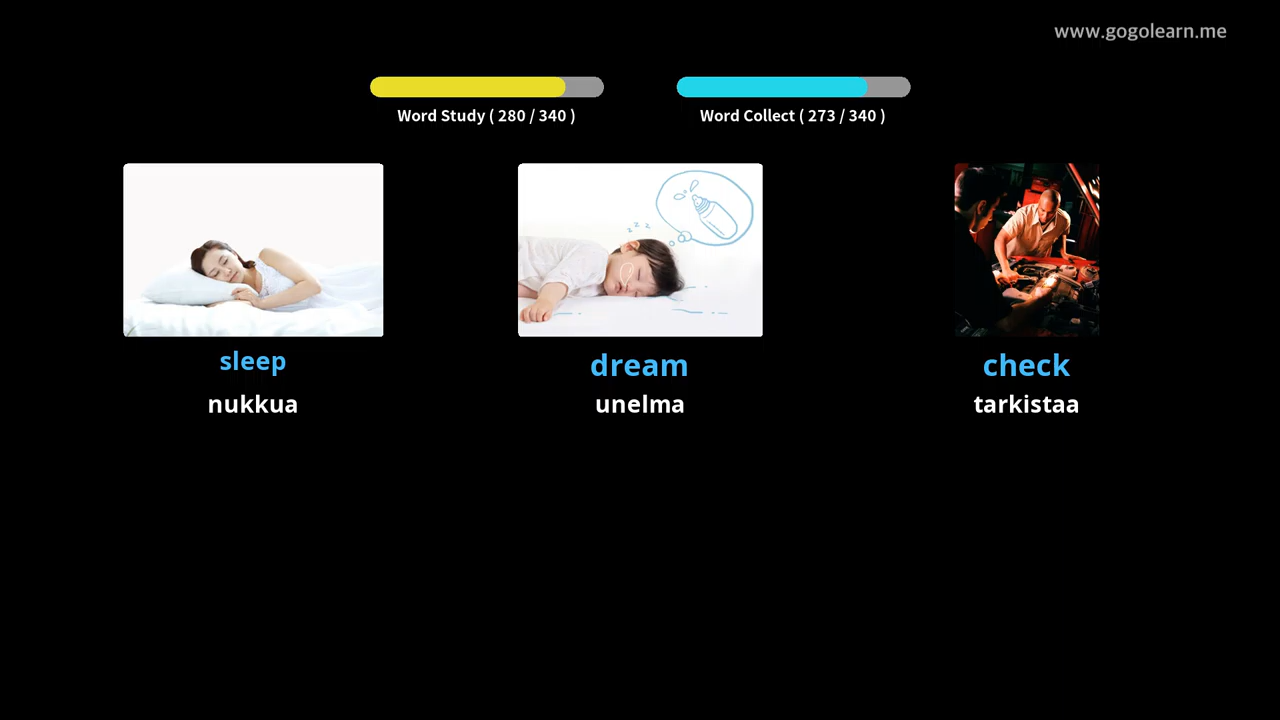 www.gogolearn.me
Word Study ( 280 / 340 )
Word Collect ( 273 / 340 )
z z z
sleep
dream
check
nukkua
unelma
tarkistaa